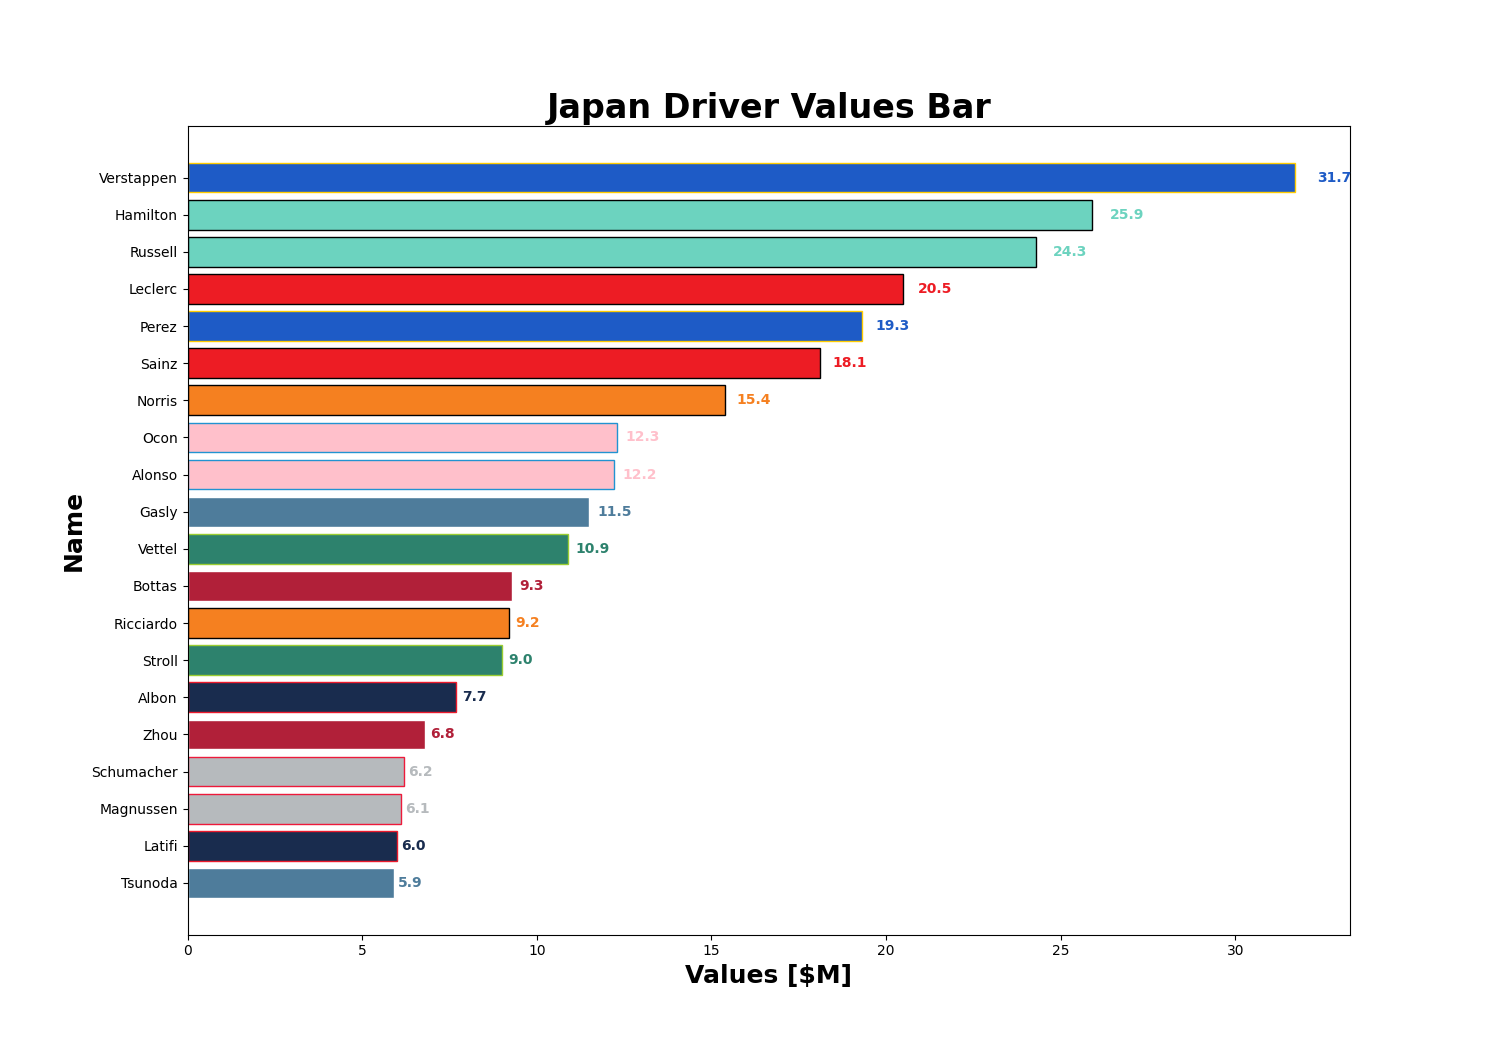 Japan Driver Values Bar
Verstappen 31.7
Hamilton 25.9
Russell 24.3
Leclerc 20.5
Perez 19.3
Sainz 18.1
Norris 15.4
Ocon 12.3
Alonso 12.2
Gasly 11.5
Vettel 10.9
Bottas 9.3
Ricciardo 9.2
Stroll 9.0
Albon 7.7
Zhou 6.8
Schumacher 6.2
Magnussen 6.1
Latifi 6.0
Tsunoda 5.9
Name
0 5 10 15 20 25 30
Values [$M]